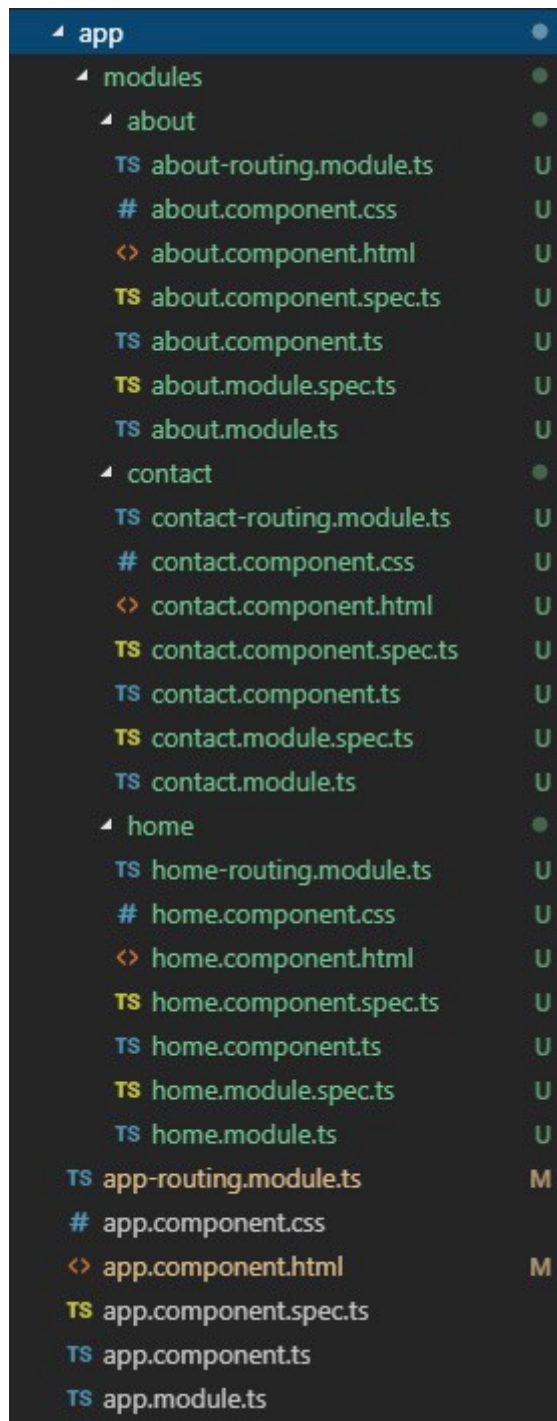 app
modules
about
TS about-routing.module.ts U
# about.component.css U
<> about.component.html U
TS about.component.spec.ts U
TS about.component.ts U
TS about.module.spec.ts U
TS about.module.ts U
contact
TS contact-routing.module.ts U
# contact.component.css U
<> contact.component.html U
TS contact.component.spec.ts U
TS contact.component.ts U
TS contact.module.spec.ts U
TS contact.module.ts U
home
TS home-routing.module.ts U
# home.component.css U
<> home.component.html U
TS home.component.spec.ts U
TS home.component.ts U
TS home.module.spec.ts U
TS home.module.ts U
TS app-routing.module.ts M
# app.component.css
<> app.component.html M
TS app.component.spec.ts
TS app.component.ts
TS app.module.ts